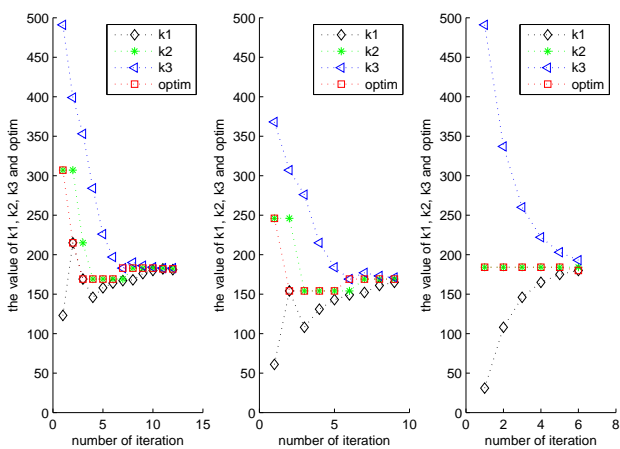 the value of k1, k2, k3 and optim
500
450
400
350
300
250
200
150
100
50
0
0
5
10
15
number of iteration
k1
k2
k3
optim
the value of k1, k2, k3 and optim
500
450
400
350
300
250
200
150
100
50
0
0
5
10
number of iteration
k1
k2
k3
optim
the value of k1, k2, k3 and optim
500
450
400
350
300
250
200
150
100
50
0
0
2
4
6
8
number of iteration
k1
k2
k3
optim